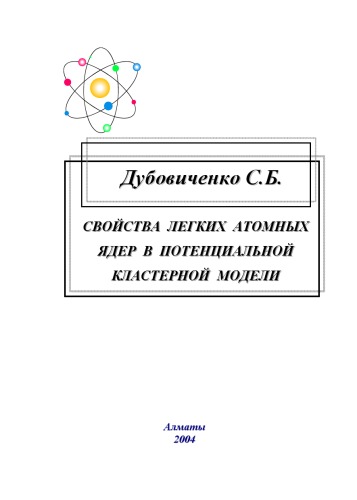 Дубовиченко С.Б.
СВОЙСТВА ЛЕГКИХ АТОМНЫХ
ЯДЕР В ПОТЕНЦИАЛЬНОЙ
КЛАСТЕРНОЙ МОДЕЛИ
Алматы
2004